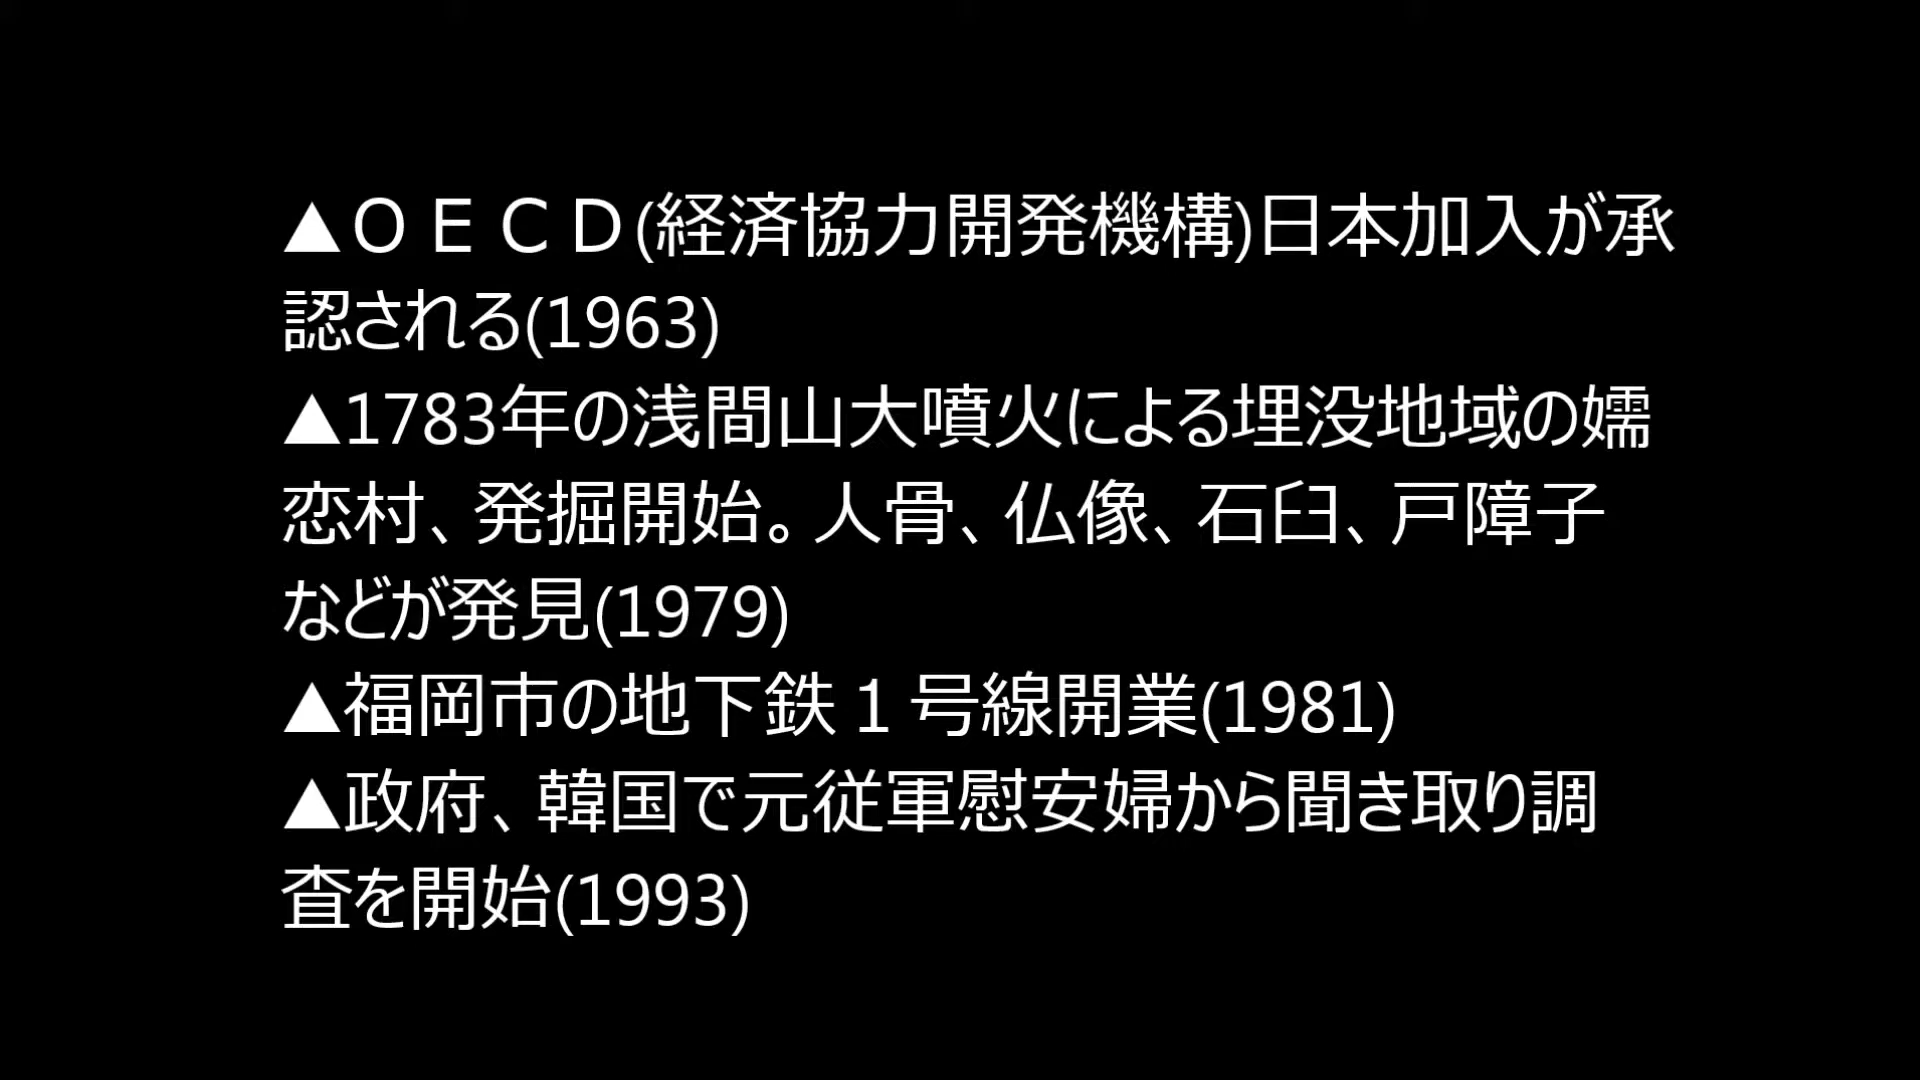 ▲ＯＥＣＤ(経済協力開発機構)日本加入が承
認される(1963)
▲1783年の浅間山大噴火による埋没地域の嬬
恋村、発掘開始。人骨、仏像、石臼、戸障子
などが発見(1979)
▲福岡市の地下鉄１号線開業(1981)
▲政府、韓国で元従軍慰安婦から聞き取り調
査を開始(1993)